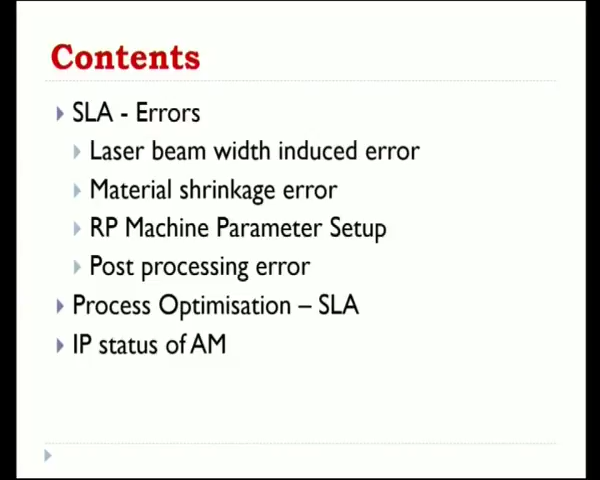 Contents
SLA - Errors
Laser beam width induced error
Material shrinkage error
RP Machine Parameter Setup
Post processing error
Process Optimisation – SLA
IP status of AM